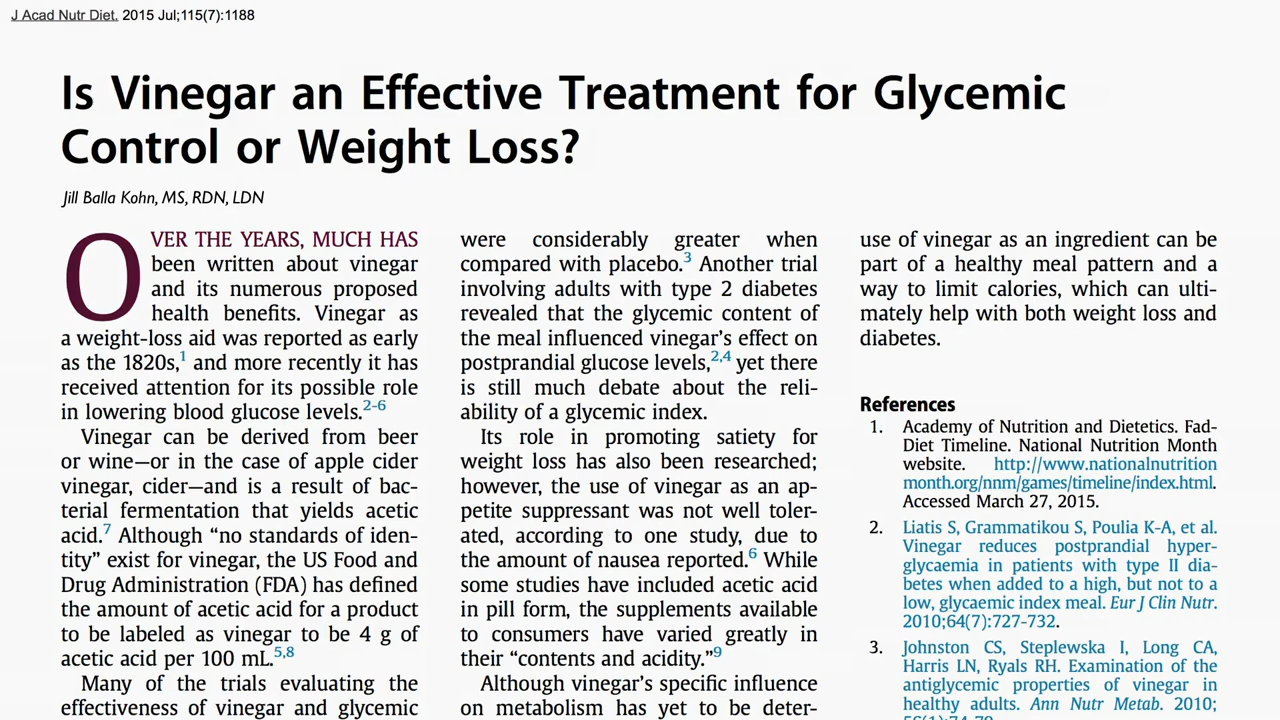 J Acad Nutr Diet. 2015 Jul;115(7):1188
Is Vinegar an Effective Treatment for Glycemic
Control or Weight Loss?
Jill Balla Kohn, MS, RDN, LDN
OVER THE YEARS, MUCH HAS
been written about vinegar
and its numerous proposed
health benefits. Vinegar as
a weight-loss aid was reported as early
as the 1820s,1 and more recently it has
received attention for its possible role
in lowering blood glucose levels.2-6
Vinegar can be derived from beer
or wine—or in the case of apple cider
vinegar, cider—and is a result of bac-
terial fermentation that yields acetic
acid.7 Although “no standards of iden-
tity” exist for vinegar, the US Food and
Drug Administration (FDA) has defined
the amount of acetic acid for a product
to be labeled as vinegar to be 4 g of
acetic acid per 100 mL.5,8
Many of the trials evaluating the
effectiveness of vinegar and glycemic
were considerably greater when
compared with placebo.3 Another trial
involving adults with type 2 diabetes
revealed that the glycemic content of
the meal influenced vinegar’s effect on
postprandial glucose levels,2,4 yet there
is still much debate about the reli-
ability of a glycemic index.
Its role in promoting satiety for
weight loss has also been researched;
however, the use of vinegar as an ap-
petite suppressant was not well toler-
ated, according to one study, due to
the amount of nausea reported.6 While
some studies have included acetic acid
in pill form, the supplements available
to consumers have varied greatly in
their “contents and acidity.”9
Although vinegar’s specific influence
on metabolism has yet to be deter-
use of vinegar as an ingredient can be
part of a healthy meal pattern and a
way to limit calories, which can ulti-
mately help with both weight loss and
diabetes.
References
1. Academy of Nutrition and Dietetics. Fad-
Diet Timeline. National Nutrition Month
website. http://www.nationalnutrition
month.org/nnm/games/timeline/index.html.
Accessed March 27, 2015.
2. Liatis S, Grammatikou S, Poulia K-A, et al.
Vinegar reduces postprandial hyper-
glycaemia in patients with type II dia-
betes when added to a high, but not to a
low, glycaemic index meal. Eur J Clin Nutr.
2010;64(7):727-732.
3. Johnston CS, Steplewska I, Long CA,
Harris LN, Ryals RH. Examination of the
antiglycemic properties of vinegar in
healthy adults. Ann Nutr Metab. 2010;